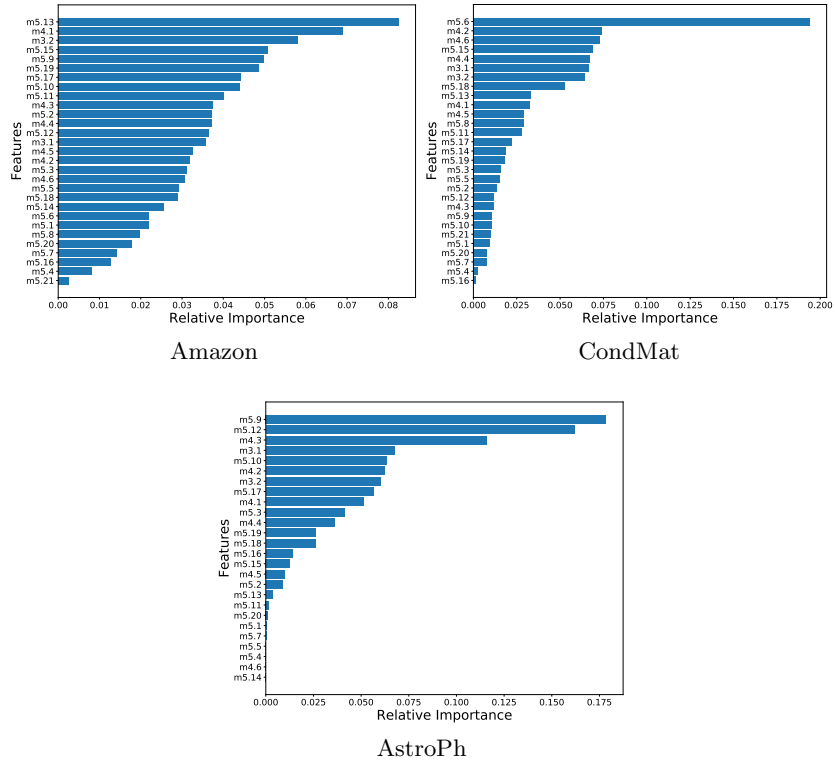 m5.13
m4.1
m3.2
m5.15
m5.9
m5.19
m5.17
m5.10
m5.11
m4.3
m5.2
m4.4
m5.12
m3.1
m4.5
m4.2
m5.3
m4.6
m5.5
m5.18
m5.14
m5.6
m5.1
m5.8
m5.20
m5.7
m5.16
m5.4
m5.21
Features
0.00 0.01 0.02 0.03 0.04 0.05 0.06 0.07 0.08
Relative Importance
Amazon
m5.6
m4.2
m4.6
m5.15
m4.4
m3.1
m3.2
m5.18
m5.13
m4.1
m4.5
m5.8
m5.11
m5.17
m5.14
m5.19
m5.3
m5.5
m5.2
m5.12
m4.3
m5.9
m5.10
m5.21
m5.1
m5.20
m5.7
m5.4
m5.16
Features
0.000 0.025 0.050 0.075 0.100 0.125 0.150 0.175 0.200
Relative Importance
CondMat
m5.9
m5.12
m4.3
m3.1
m5.10
m4.2
m3.2
m5.17
m4.1
m5.3
m4.4
m5.19
m5.18
m5.16
m5.15
m4.5
m5.2
m5.13
m5.11
m5.20
m5.1
m5.7
m5.5
m5.4
m4.6
m5.14
Features
0.000 0.025 0.050 0.075 0.100 0.125 0.150 0.175
Relative Importance
AstroPh